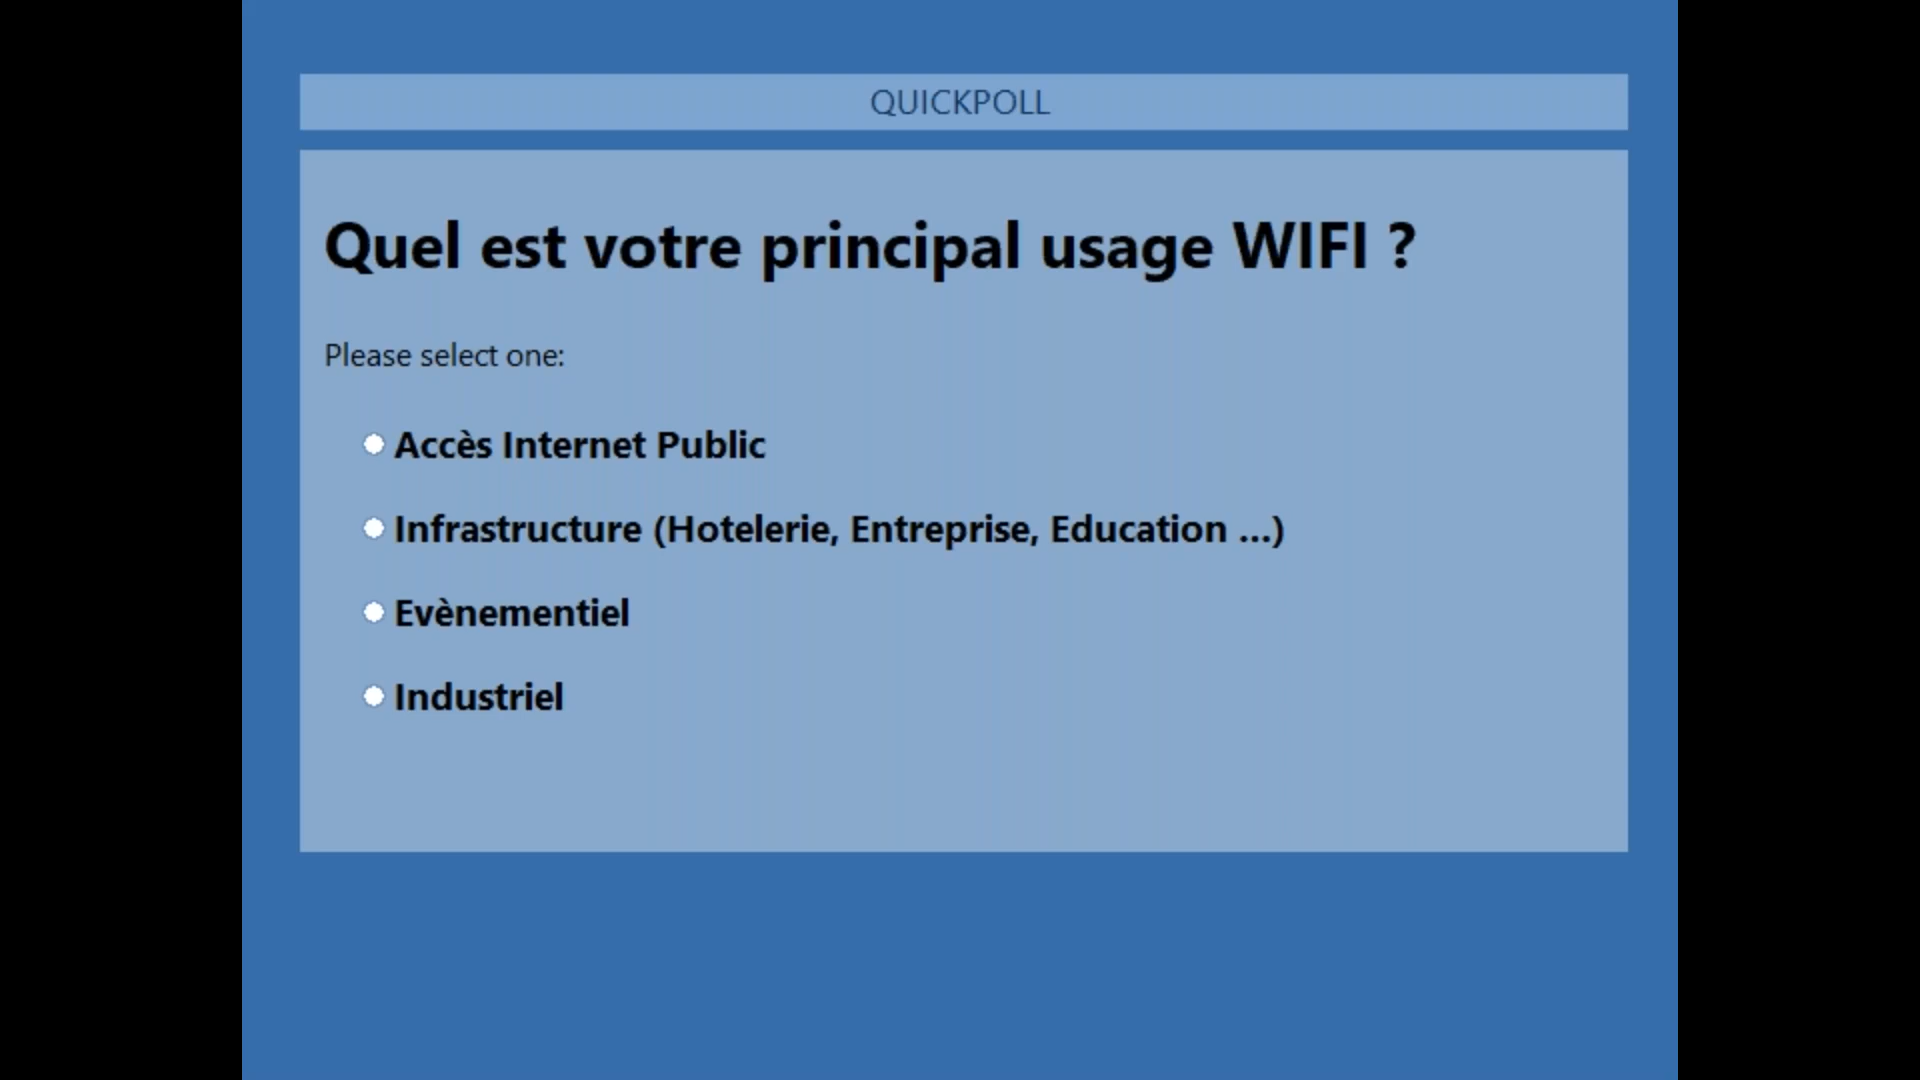 QUICKPOLL
Quel est votre principal usage WIFI ?
Please select one:
Accès Internet Public
Infrastructure (Hotelerie, Entreprise, Education ...)
Evènementiel
Industriel